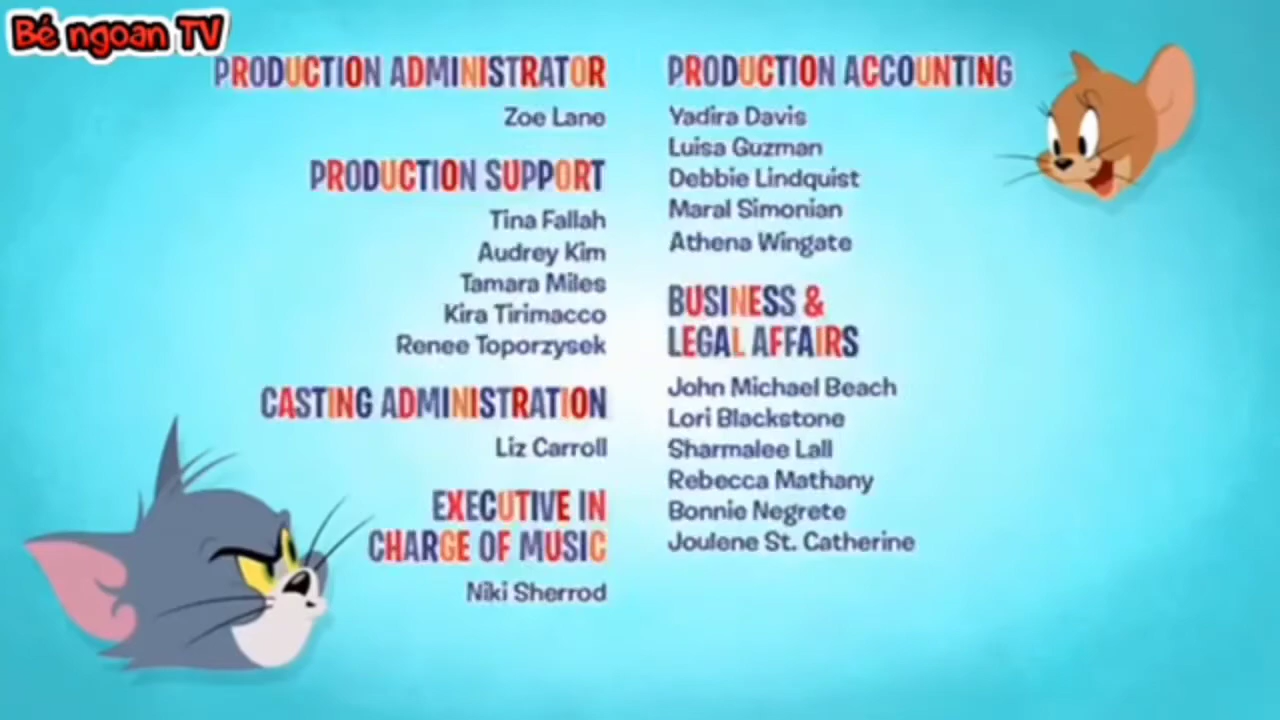 Bé ngoan TV
PRODUCTION ADMINISTRATOR
Zoe Lane
PRODUCTION SUPPORT
Tina Fallah
Audrey Kim
Tamara Miles
Kira Tirimacco
Renee Toporzysek
CASTING ADMINISTRATION
Liz Carroll
EXECUTIVE IN
CHARGE OF MUSIC
Niki Sherrod
PRODUCTION ACCOUNTING
Yadira Davis
Luisa Guzman
Debbie Lindquist
Maral Simonian
Athena Wingate
BUSINESS &
LEGAL AFFAIRS
John Michael Beach
Lori Blackstone
Sharmalee Lall
Rebecca Mathany
Bonnie Negrete
Joulene St. Catherine